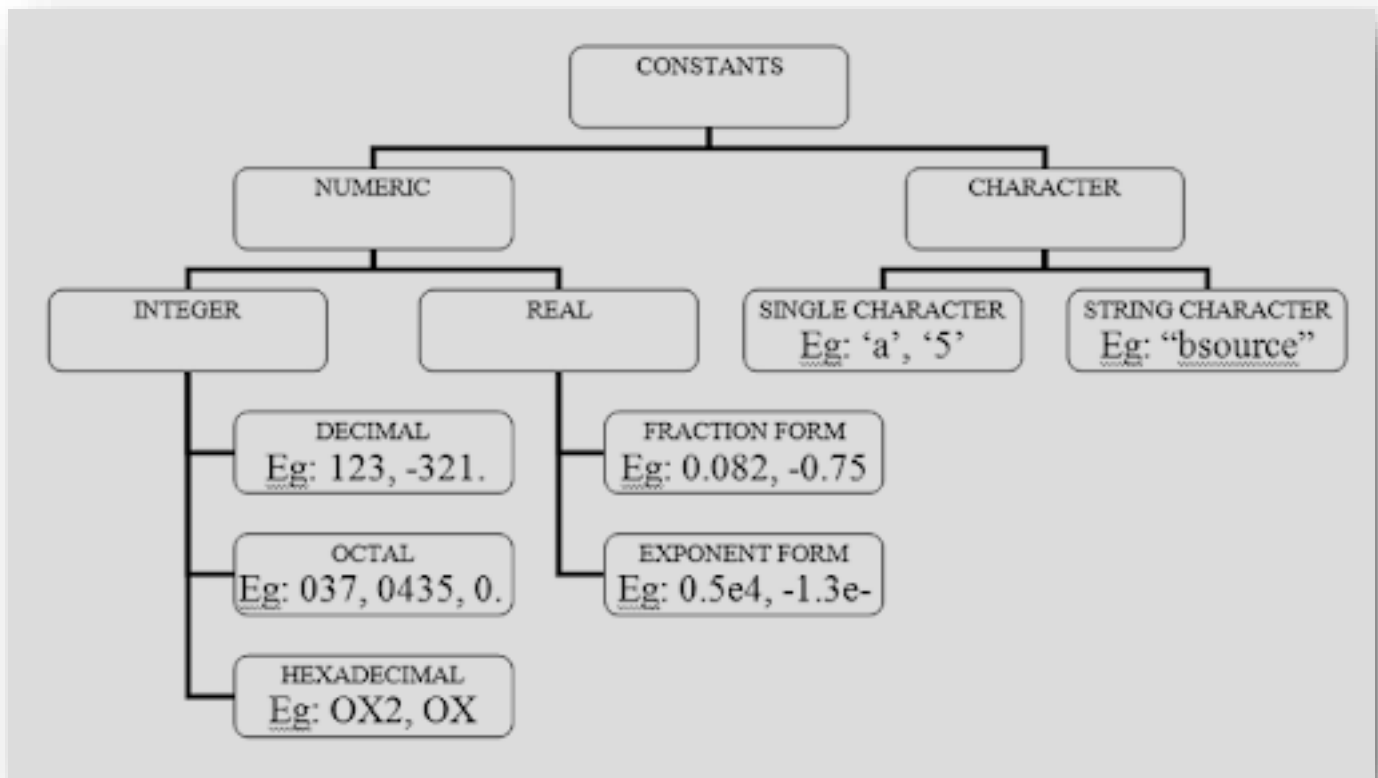 CONSTANTS
NUMERIC
CHARACTER
INTEGER
REAL
SINGLE CHARACTER
Eg: ‘a’, ‘5’
STRING CHARACTER
Eg: “bsource”
DECIMAL
Eg: 123, -321.
FRACTION FORM
Eg: 0.082, -0.75
OCTAL
Eg: 037, 0435, 0.
EXPONENT FORM
Eg: 0.5e4, -1.3e-
HEXADECIMAL
Eg: OX2, OX